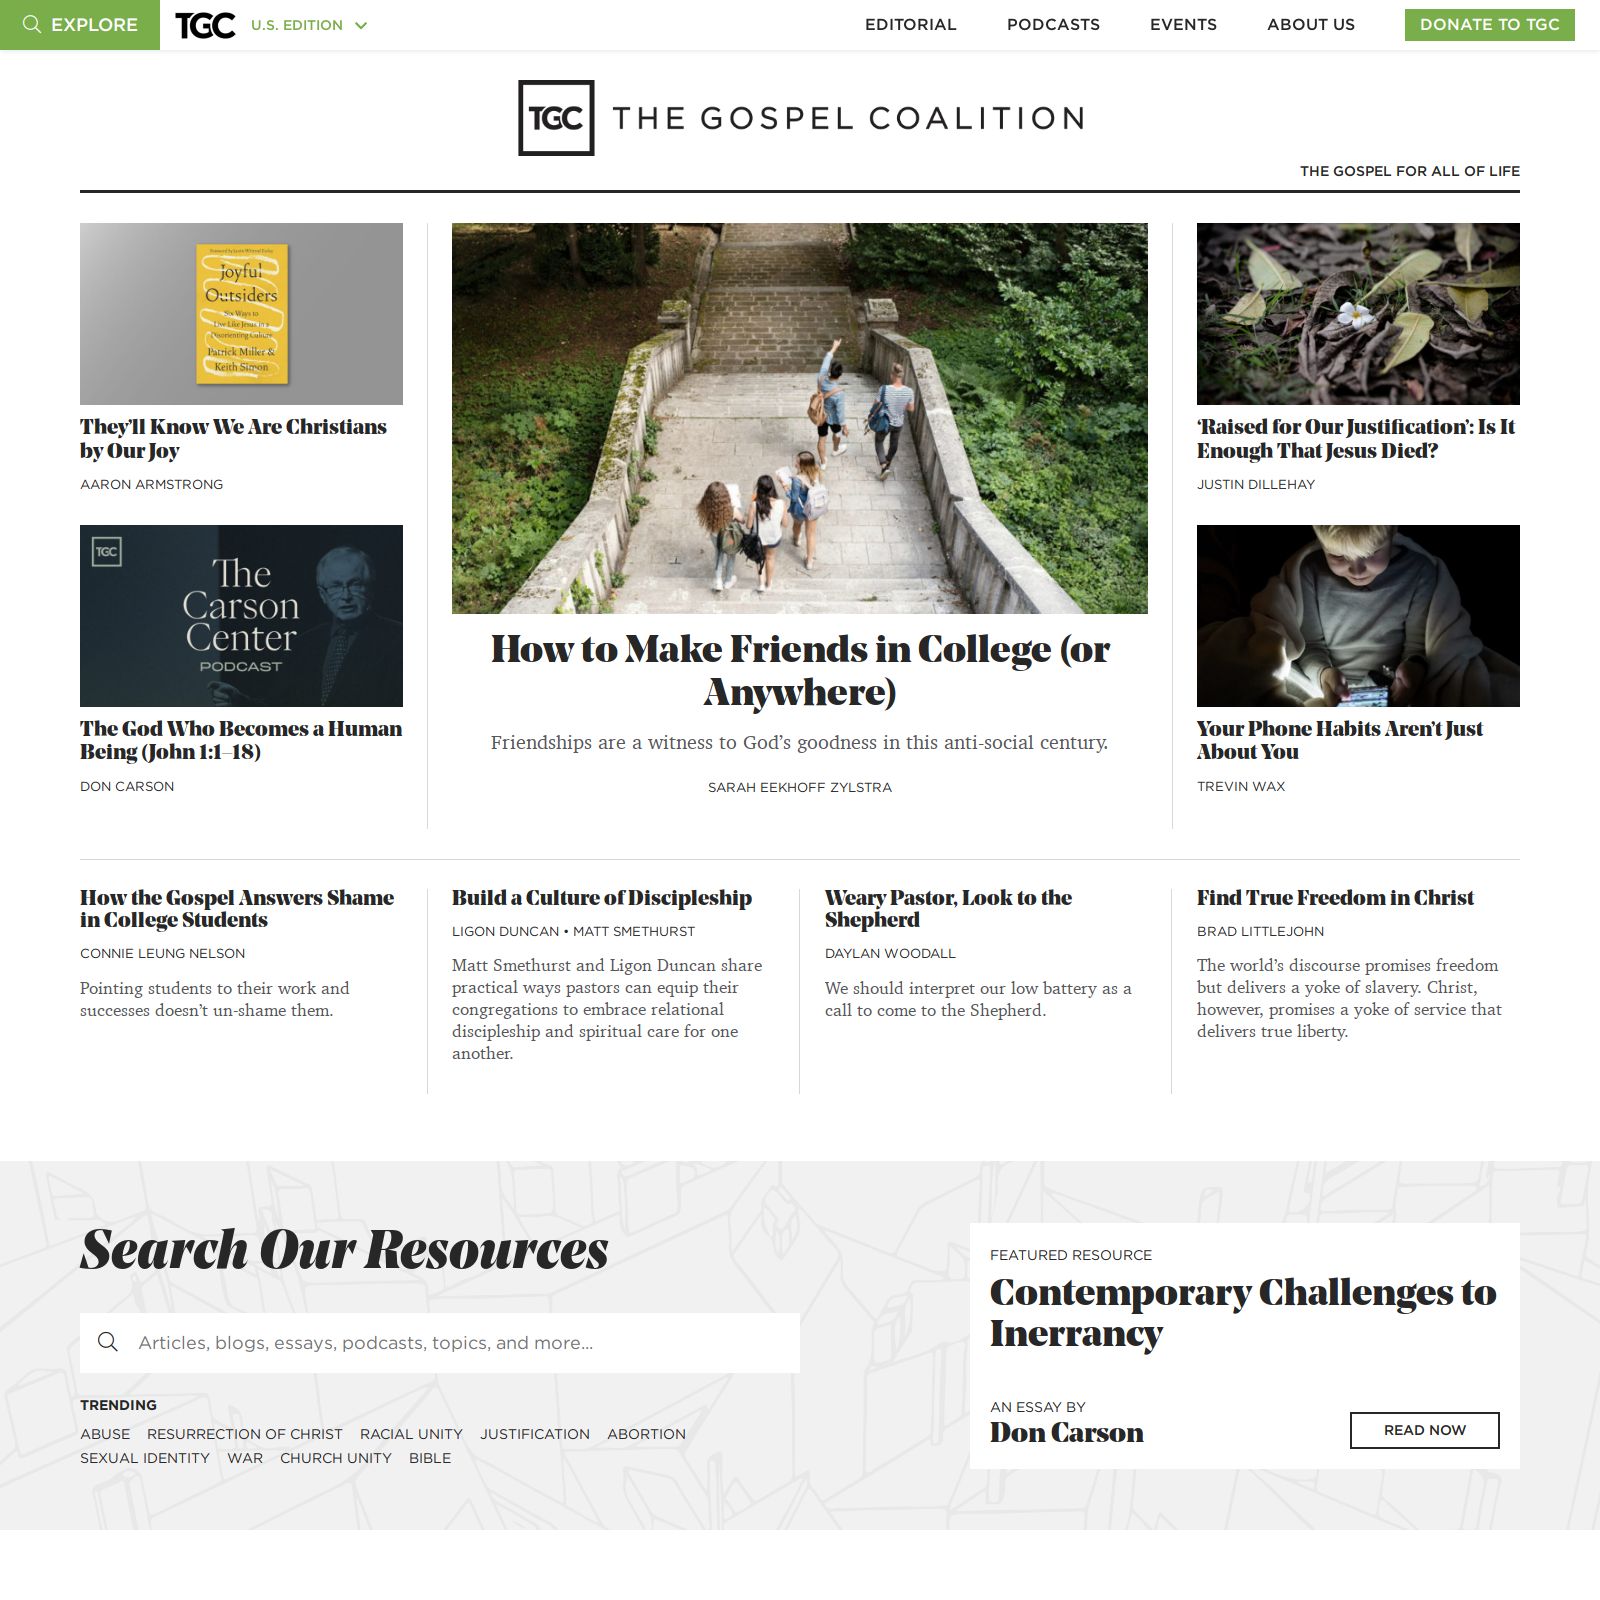 EXPLORE
TGC
U.S. EDITION
EDITORIAL
PODCASTS
EVENTS
ABOUT US
DONATE TO TGC
TGC THE GOSPEL COALITION
THE GOSPEL FOR ALL OF LIFE
Joyful
Outsiders
Six Ways to
Live Like Jesus in a
Disorienting Culture
Patrick Miller &
Keith Simon
They’ll Know We Are Christians
by Our Joy
AARON ARMSTRONG
TGC
The
Carson
Center
PODCAST
The God Who Becomes a Human
Being (John 1:1–18)
DON CARSON
How to Make Friends in College (or
Anywhere)
Friendships are a witness to God’s goodness in this anti-social century.
SARAH EEKHOFF ZYLSTRA
‘Raised for Our Justification’: Is It
Enough That Jesus Died?
JUSTIN DILLEHAY
Your Phone Habits Aren’t Just
About You
TREVIN WAX
How the Gospel Answers Shame
in College Students
CONNIE LEUNG NELSON
Pointing students to their work and
successes doesn’t un-shame them.
Build a Culture of Discipleship
LIGON DUNCAN • MATT SMETHURST
Matt Smethurst and Ligon Duncan share
practical ways pastors can equip their
congregations to embrace relational
discipleship and spiritual care for one
another.
Weary Pastor, Look to the
Shepherd
DAYLAN WOODALL
We should interpret our low battery as a
call to come to the Shepherd.
Find True Freedom in Christ
BRAD LITTLEJOHN
The world’s discourse promises freedom
but delivers a yoke of slavery. Christ,
however, promises a yoke of service that
delivers true liberty.
Search Our Resources
Articles, blogs, essays, podcasts, topics, and more...
TRENDING
ABUSE RESURRECTION OF CHRIST RACIAL UNITY JUSTIFICATION ABORTION
SEXUAL IDENTITY WAR CHURCH UNITY BIBLE
FEATURED RESOURCE
Contemporary Challenges to
Inerrancy
AN ESSAY BY
Don Carson
READ NOW